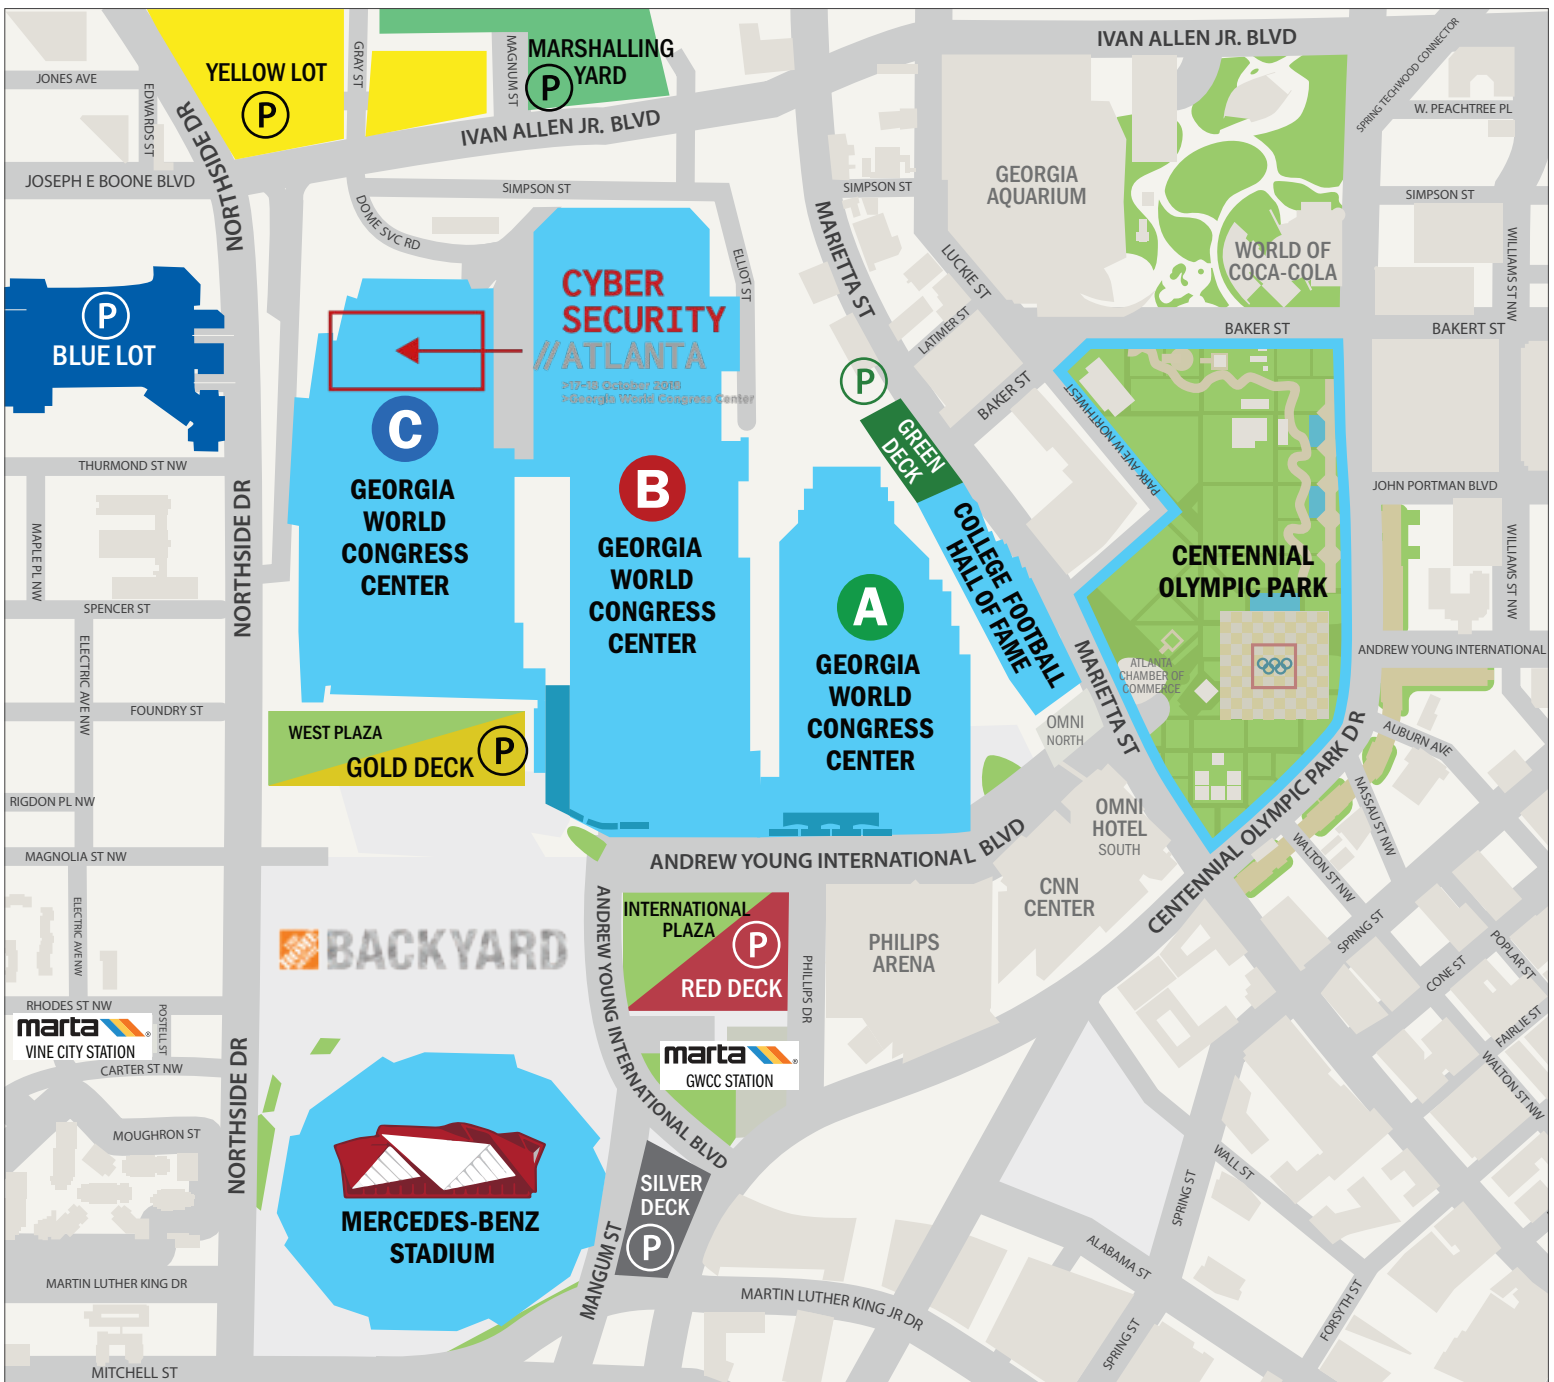 IVAN ALLEN JR. BLVD
SPRING TECHWOOD CONNECTOR
JONES AVE
EDWARDS ST
NORTHSIDE DR
YELLOW LOT
P
GRAY ST
MAGNUM ST
MARSHALLING
YARD
P
IVAN ALLEN JR. BLVD
W. PEACHTREE PL
JOSEPH E BOONE BLVD
NORTHSIDE DR
SIMPSON ST
SIMPSON ST
GEORGIA
AQUARIUM
SIMPSON ST
DOME SVC RD
ELLIOT ST
MARIETTA ST
LUCKIE ST
WORLD OF
COCA-COLA
WILLIAMS ST NW
P
BLUE LOT
CYBER
SECURITY
//ATLANTA
>17-18 October 2018
>Georgia World Congress Center
LATIMER ST
BAKER ST
BAKERT ST
P
BAKER ST
PARK AVE W NORTHWEST
GREEN
DECK
C
GEORGIA
WORLD
CONGRESS
CENTER
B
GEORGIA
WORLD
CONGRESS
CENTER
A
GEORGIA
WORLD
CONGRESS
CENTER
COLLEGE FOOTBALL
HALL OF FAME
CENTENNIAL
OLYMPIC PARK
THURMOND ST NW
JOHN PORTMAN BLVD
MAPLE PL NW
NORTHSIDE DR
WILLIAMS ST NW
SPENCER ST
ELECTRIC AVE NW
ANDREW YOUNG INTERNATIONAL
ATLANTA
CHAMBER OF
COMMERCE
MARIETTA ST
FOUNDRY ST
WEST PLAZA
GOLD DECK
P
OMNI
NORTH
CENTENNIAL OLYMPIC PARK DR
AUBURN AVE
NASSAU ST NW
RIGDON PL NW
OMNI
HOTEL
SOUTH
WALTON ST NW
MAGNOLIA ST NW
ANDREW YOUNG INTERNATIONAL BLVD
CNN
CENTER
ELECTRIC AVE NW
THE HOME
BACKYARD
ANDREW YOUNG INTERNATIONAL BLVD
INTERNATIONAL
PLAZA
P
RED DECK
PHILLIPS DR
PHILIPS
ARENA
SPRING ST
CONE ST
POPLAR ST
FAIRLIE ST
WALTON ST NW
RHODES ST NW
POSTELL ST
marta
VINE CITY STATION
CARTER ST NW
NORTHSIDE DR
marta
GWCC STATION
MOUGHRON ST
MERCEDES-BENZ
STADIUM
SILVER
DECK
P
MANGUM ST
WALL ST
SPRING ST
ALABAMA ST
MARTIN LUTHER KING DR
MARTIN LUTHER KING JR DR
FORSYTH ST
SPRING ST
MITCHELL ST